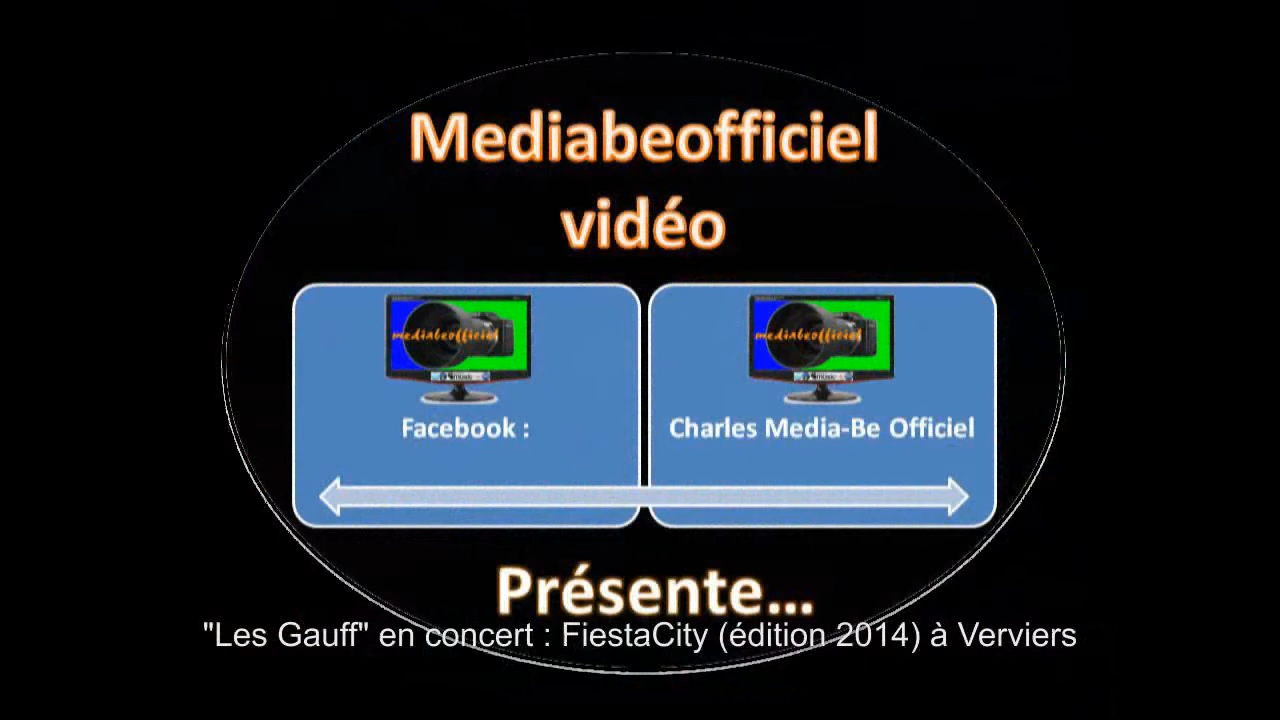 Mediabeofficiel
vidéo
mediabeofficiel
mediabeofficiel
Facebook :
Charles Media-Be Officiel
Présente...
"Les Gauff" en concert : FiestaCity (édition 2014) à Verviers